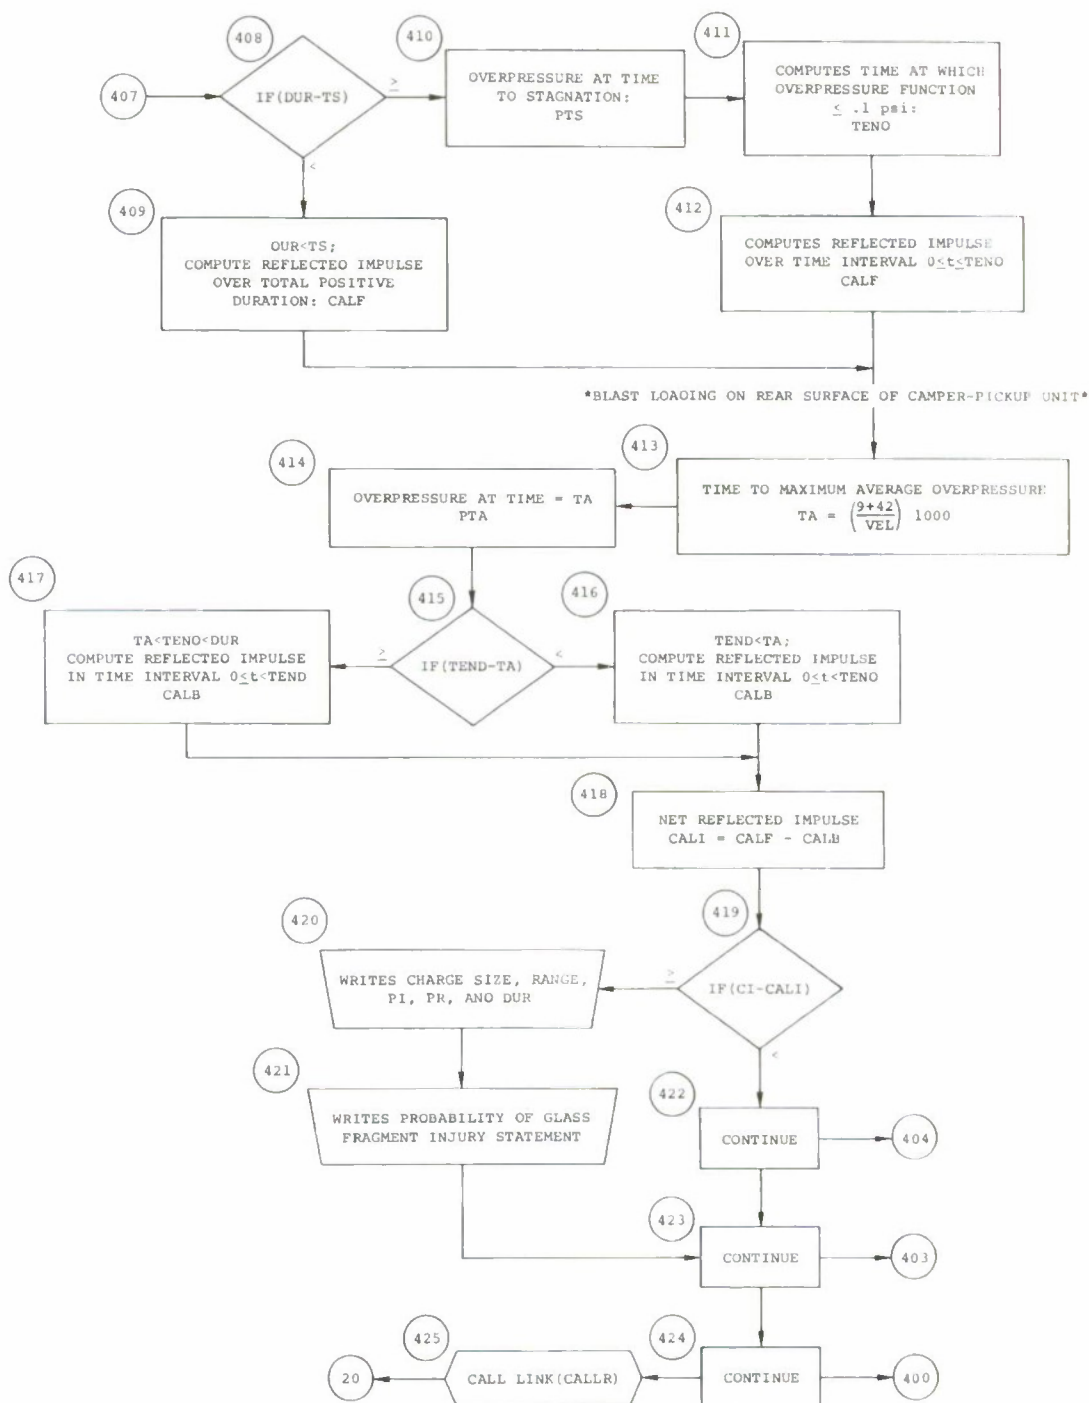 408
410
411
407
IF(DUR-TS)
≥
OVERPRESSURE AT TIME
TO STAGNATION:
PTS
COMPUTES TIME AT WHICH
OVERPRESSURE FUNCTION
≤ .1 psi:
TENO
<
409
OUR<TS;
COMPUTE REFLECTEO IMPULSE
OVER TOTAL POSITIVE
DURATION: CALF
412
COMPUTES REFLECTED IMPULSE
OVER TIME INTERVAL 0≤t≤TENO
CALF
*BLAST LOAOING ON REAR SURFACE OF CAMPER-PICKUP UNIT*
413
TIME TO MAXIMUM AVERAGE OVERPRESSURE
TA = (9+42/VEL) 1000
414
OVERPRESSURE AT TIME = TA
PTA
417
415
416
TA<TENO<DUR
COMPUTE REFLECTEO IMPULSE
IN TIME INTERVAL 0≤t<TEND
CALB
≥
IF(TEND-TA)
<
TEND<TA;
COMPUTE REFLECTED IMPULSE
IN TIME INTERVAL 0≤t<TENO
CALB
418
NET REFLECTED IMPULSE
CALI = CALF - CALB
419
420
WRITES CHARGE SIZE, RANGE,
PI, PR, ANO DUR
≥
IF(CI-CALI)
<
421
WRITES PROBABILITY OF GLASS
FRAGMENT INJURY STATEMENT
422
CONTINUE
404
423
CONTINUE
403
425
424
20
CALL LINK(CALLR)
CONTINUE
400